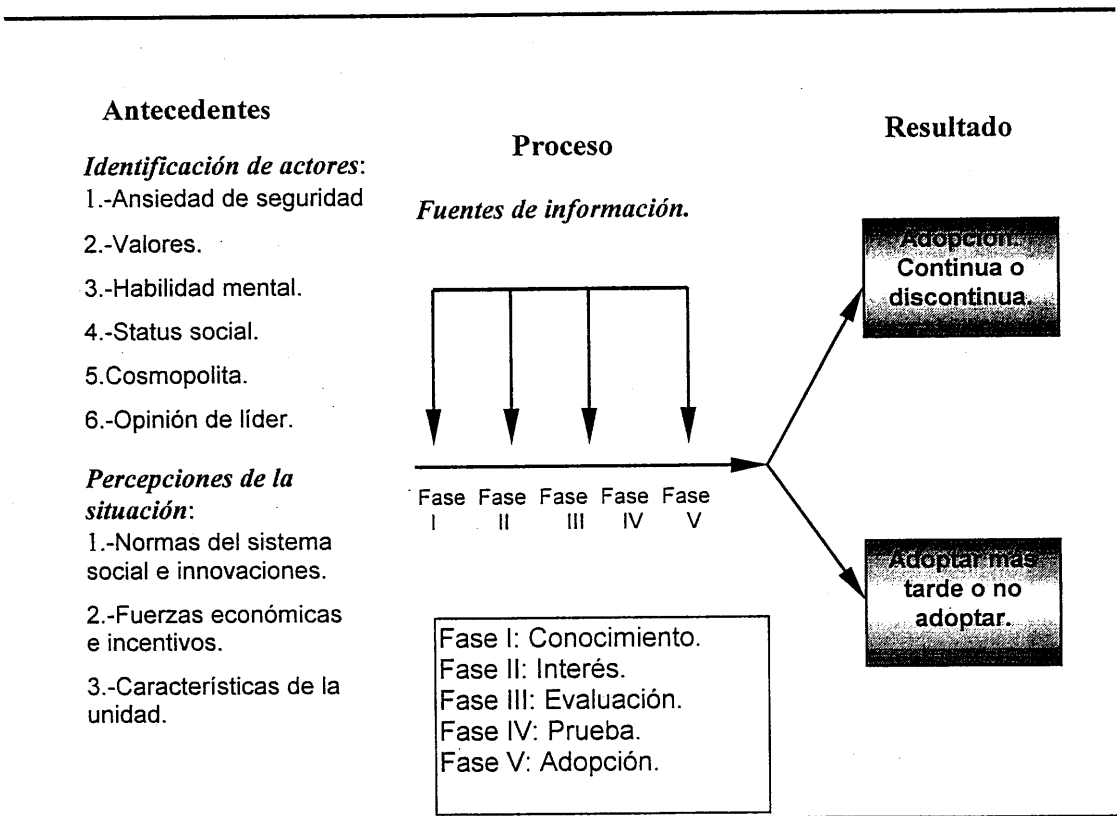 Antecedentes
Identificación de actores:
1.-Ansiedad de seguridad
2.-Valores.
3.-Habilidad mental.
4.-Status social.
5.Cosmopolita.
6.-Opinión de líder.
Percepciones de la
situación:
1.-Normas del sistema
social e innovaciones.
2.-Fuerzas económicas
e incentivos.
3.-Características de la
unidad.
Proceso
Fuentes de información.
Fase Fase Fase Fase Fase
I II III IV V
Fase I: Conocimiento.
Fase II: Interés.
Fase III: Evaluación.
Fase IV: Prueba.
Fase V: Adopción.
Resultado
Adopción.
Continua o
discontinua.
Adoptar mas
tarde o no
adoptar.